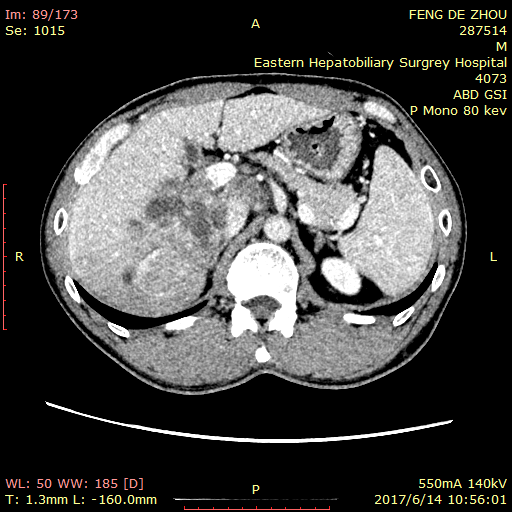 Im: 89/173
Se: 1015
A
FENG DE ZHOU
287514
M
Eastern Hepatobiliary Surgrey Hospital
4073
ABD GSI
P Mono 80 kev
R
L
WL: 50 WW: 185 [D]
T: 1.3mm L: -160.0mm
P
550mA 140kV
2017/6/14 10:56:01